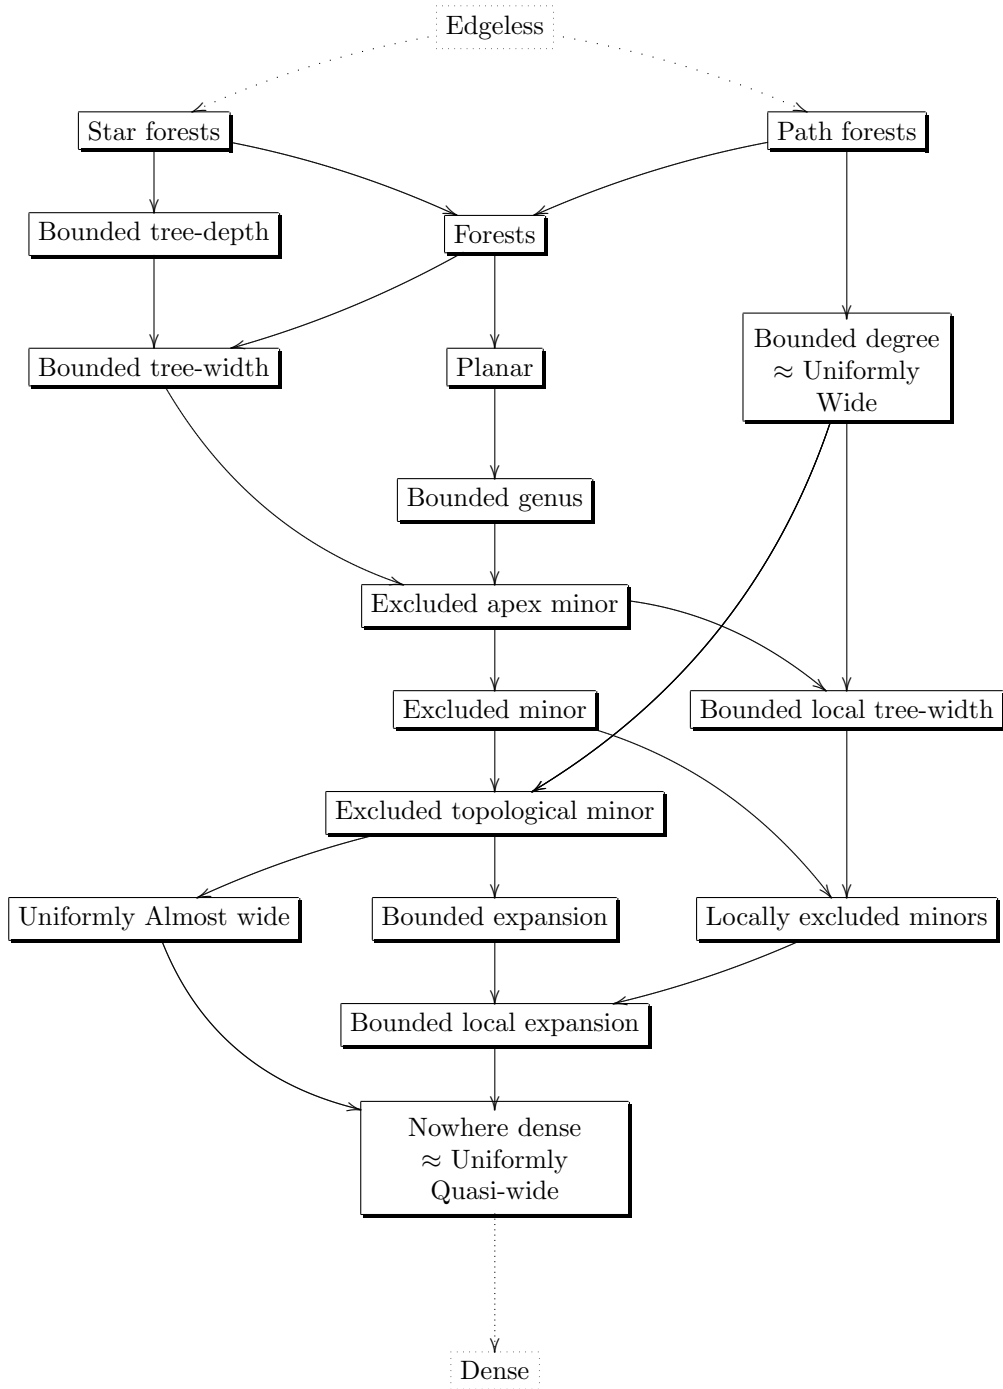 Edgeless
Star forests
Path forests
Bounded tree-depth
Forests
Bounded tree-width
Planar
Bounded degree
≈ Uniformly
Wide
Bounded genus
Excluded apex minor
Excluded minor
Bounded local tree-width
Excluded topological minor
Uniformly Almost wide
Bounded expansion
Locally excluded minors
Bounded local expansion
Nowhere dense
≈ Uniformly
Quasi-wide
Dense